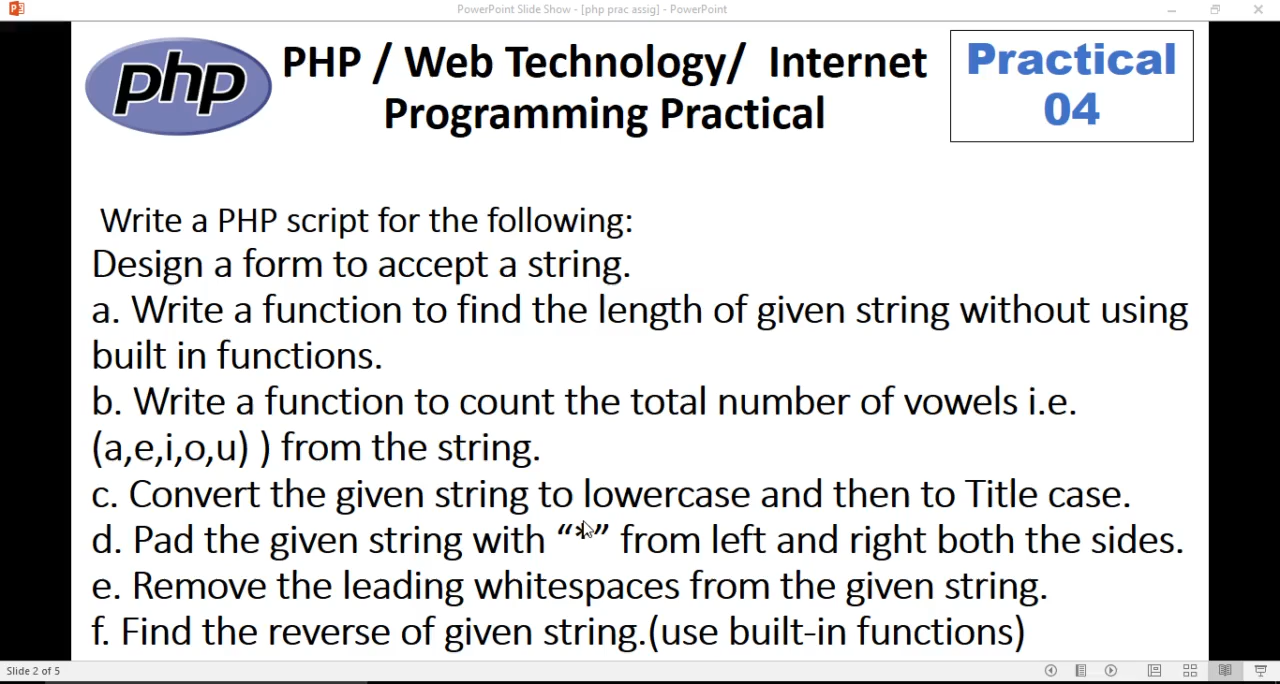 PowerPoint Slide Show - [php prac assig] - PowerPoint
php
PHP / Web Technology/ Internet
Programming Practical
Practical
04
Write a PHP script for the following:
Design a form to accept a string.
a. Write a function to find the length of given string without using
built in functions.
b. Write a function to count the total number of vowels i.e.
(a,e,i,o,u) ) from the string.
c. Convert the given string to lowercase and then to Title case.
d. Pad the given string with “*” from left and right both the sides.
e. Remove the leading whitespaces from the given string.
f. Find the reverse of given string.(use built-in functions)
Slide 2 of 5